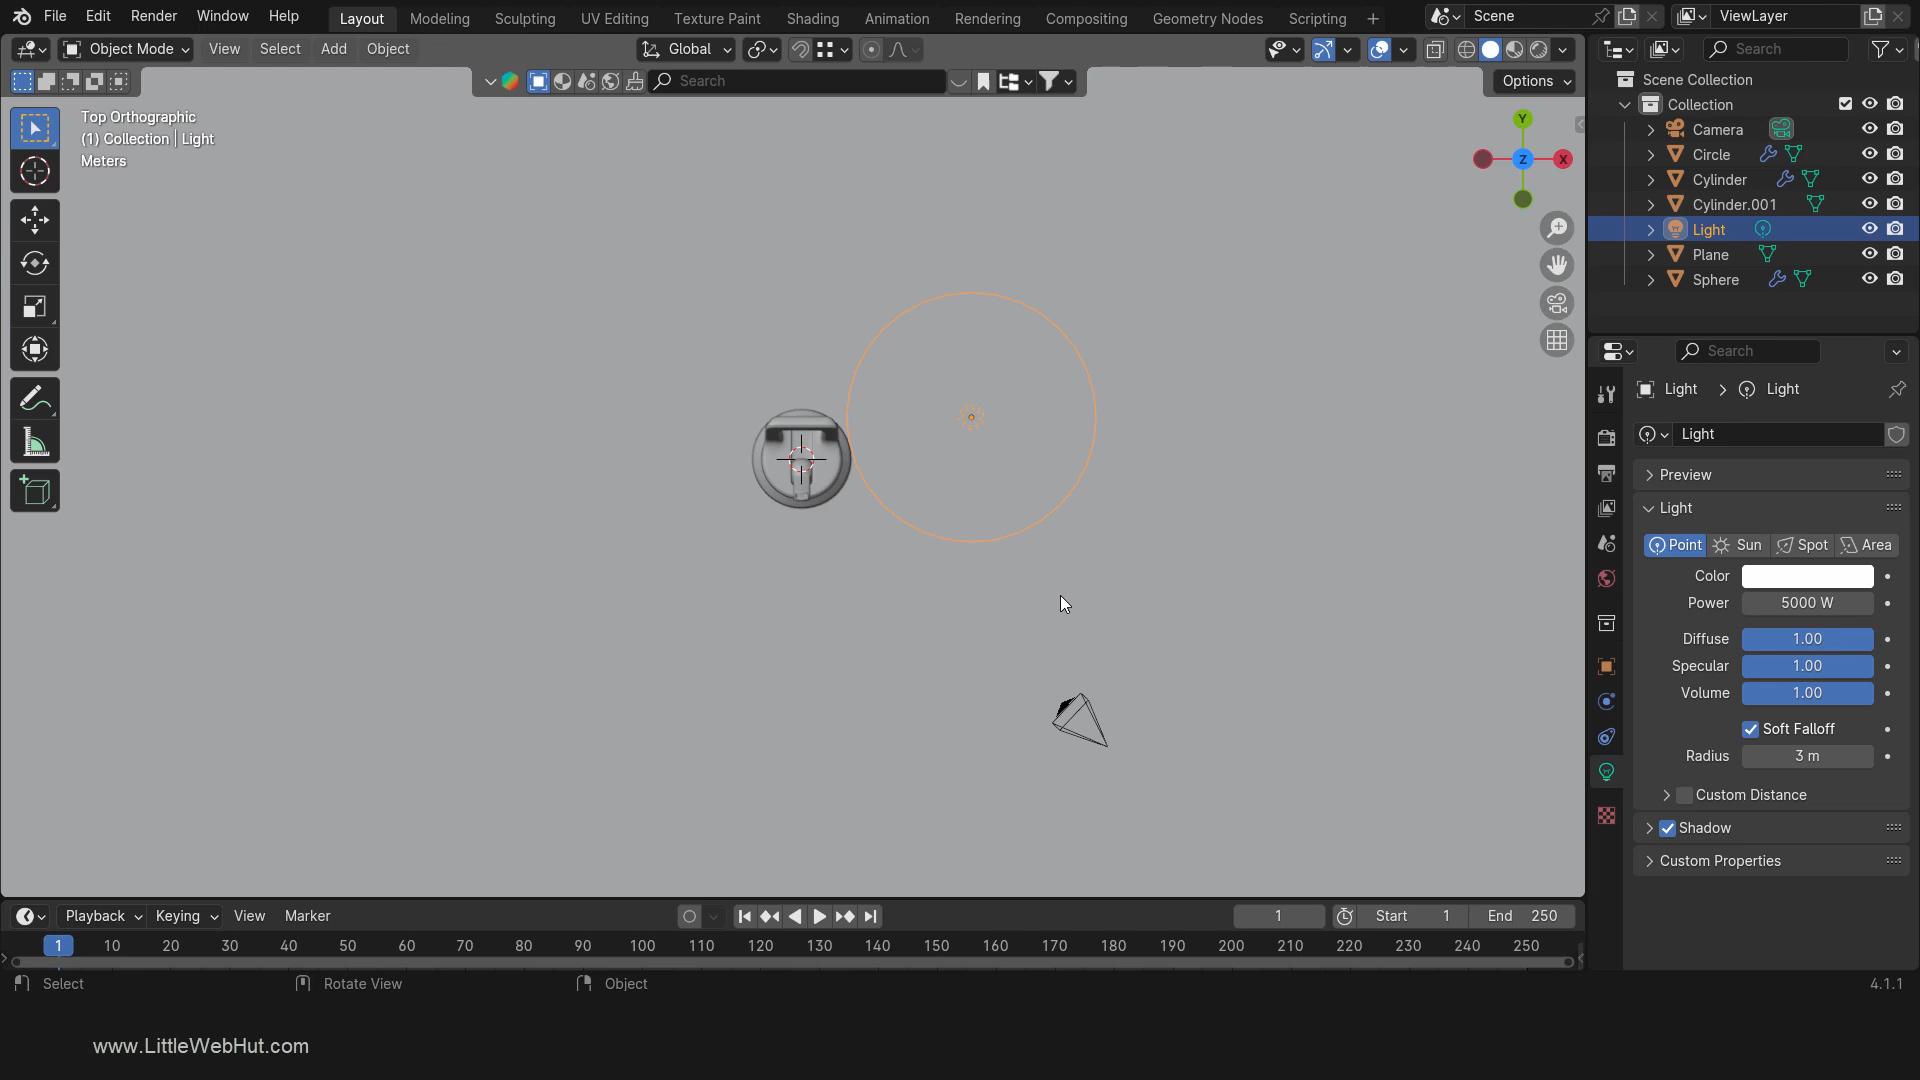 File Edit Render Window Help Layout Modeling Sculpting UV Editing Texture Paint Shading Animation Rendering Compositing Geometry Nodes Scripting + Scene ViewLayer
Object Mode View Select Add Object Global Search
Search Options
Top Orthographic
(1) Collection | Light
Meters
Y
Z
X
Scene Collection
Collection
Camera
Circle
Cylinder
Cylinder.001
Light
Plane
Sphere
Search
Light > Light
Light
Preview
Light
Point Sun Spot Area
Color
Power 5000 W
Diffuse 1.00
Specular 1.00
Volume 1.00
Soft Falloff
Radius 3 m
Custom Distance
Shadow
Custom Properties
Playback Keying View Marker 1 Start 1 End 250
1 10 20 30 40 50 60 70 80 90 100 110 120 130 140 150 160 170 180 190 200 210 220 230 240 250
Select Rotate View Object 4.1.1
www.LittleWebHut.com